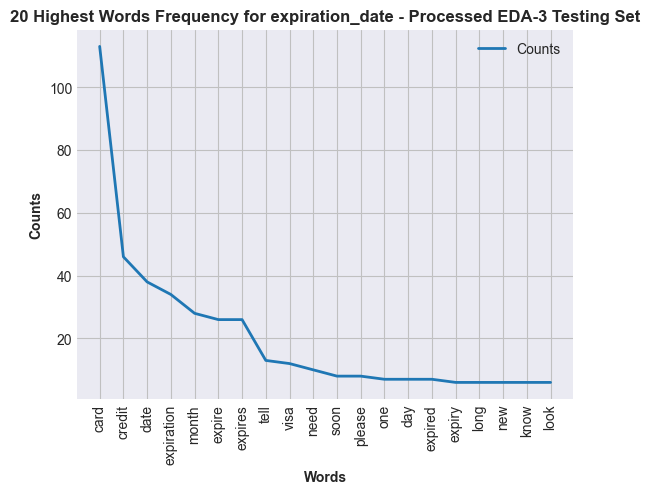 20 Highest Words Frequency for expiration_date - Processed EDA-3 Testing Set
Counts
100
80
60
40
20
Counts
card
credit
date
expiration
month
expire
expires
tell
visa
need
soon
please
one
day
expired
expiry
long
new
know
look
Words